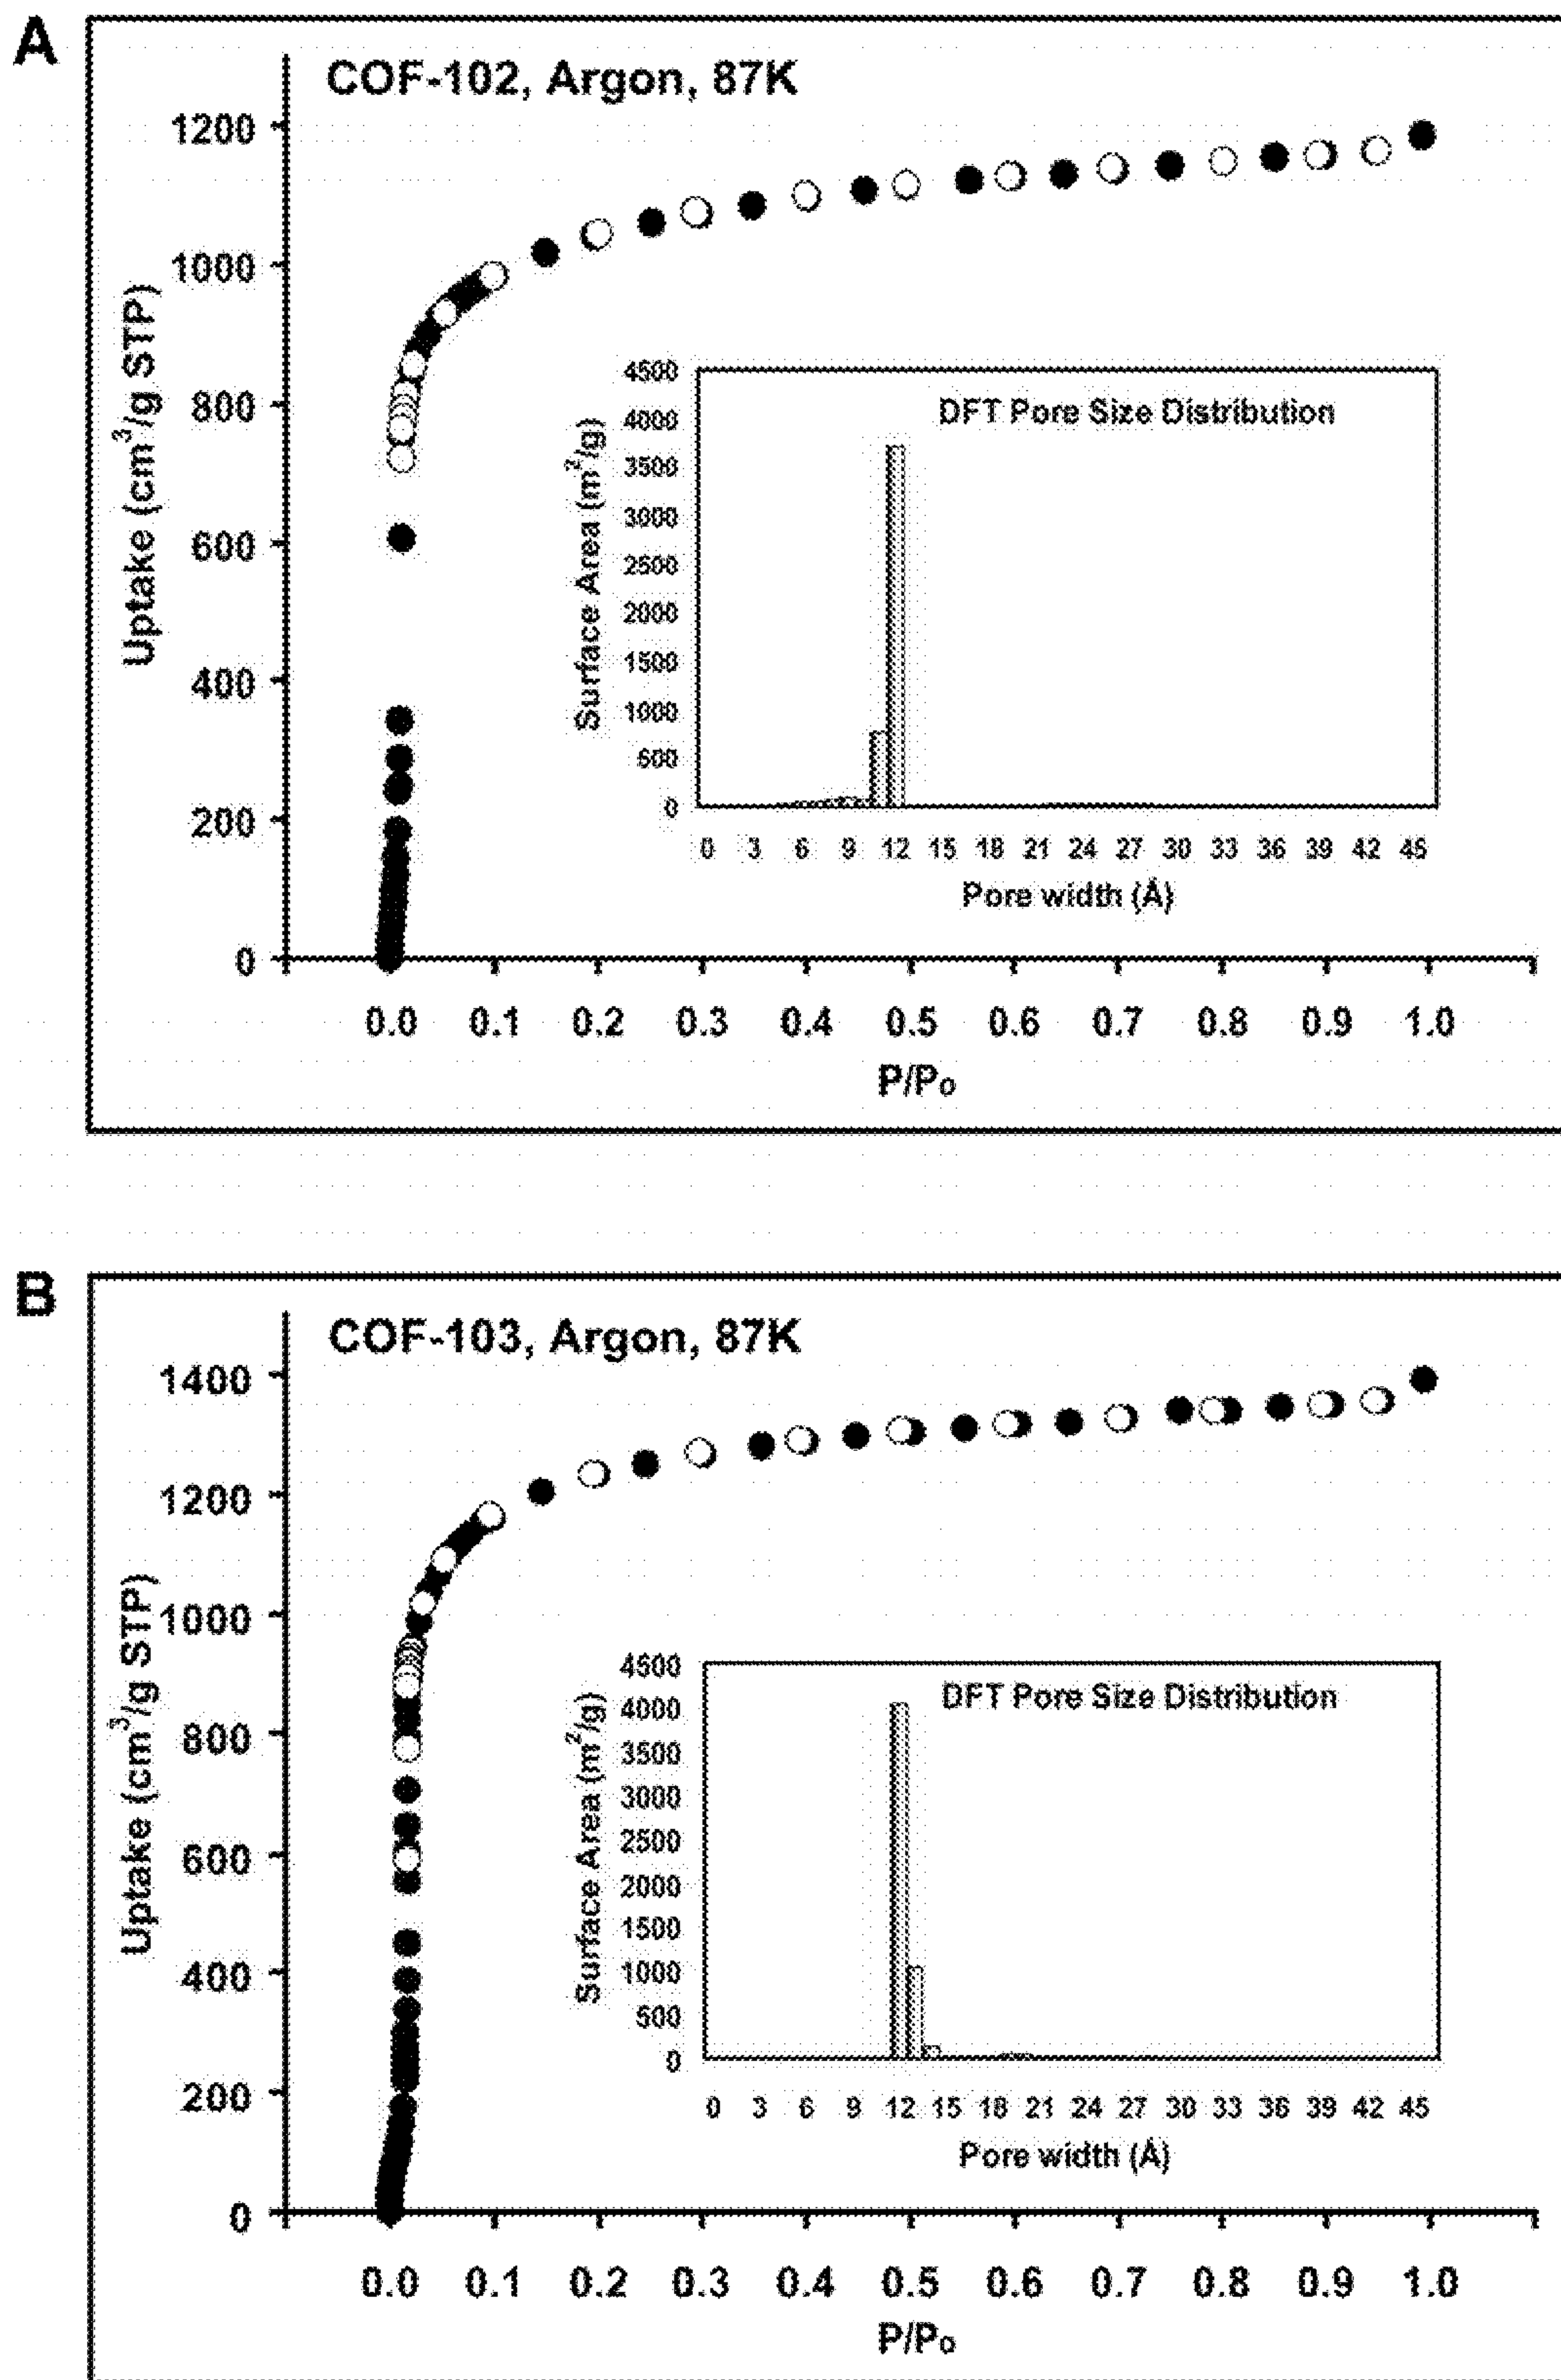 A
COF-102, Argon, 87K
1200
1000
800
600
400
200
0
Uptake (cm³/g STP)
0.0 0.1 0.2 0.3 0.4 0.5 0.6 0.7 0.8 0.9 1.0
P/Po
DFT Pore Size Distribution
4500
4000
3500
3000
2500
2000
1500
1000
500
0
Surface Area (m²/g)
0 3 6 9 12 15 18 21 24 27 30 33 36 39 42 45
Pore width (Å)
B
COF-103, Argon, 87K
1400
1200
1000
800
600
400
200
0
Uptake (cm³/g STP)
0.0 0.1 0.2 0.3 0.4 0.5 0.6 0.7 0.8 0.9 1.0
P/Po
DFT Pore Size Distribution
4500
4000
3500
3000
2500
2000
1500
1000
500
0
Surface Area (m²/g)
0 3 6 9 12 15 18 21 24 27 30 33 36 39 42 45
Pore width (Å)